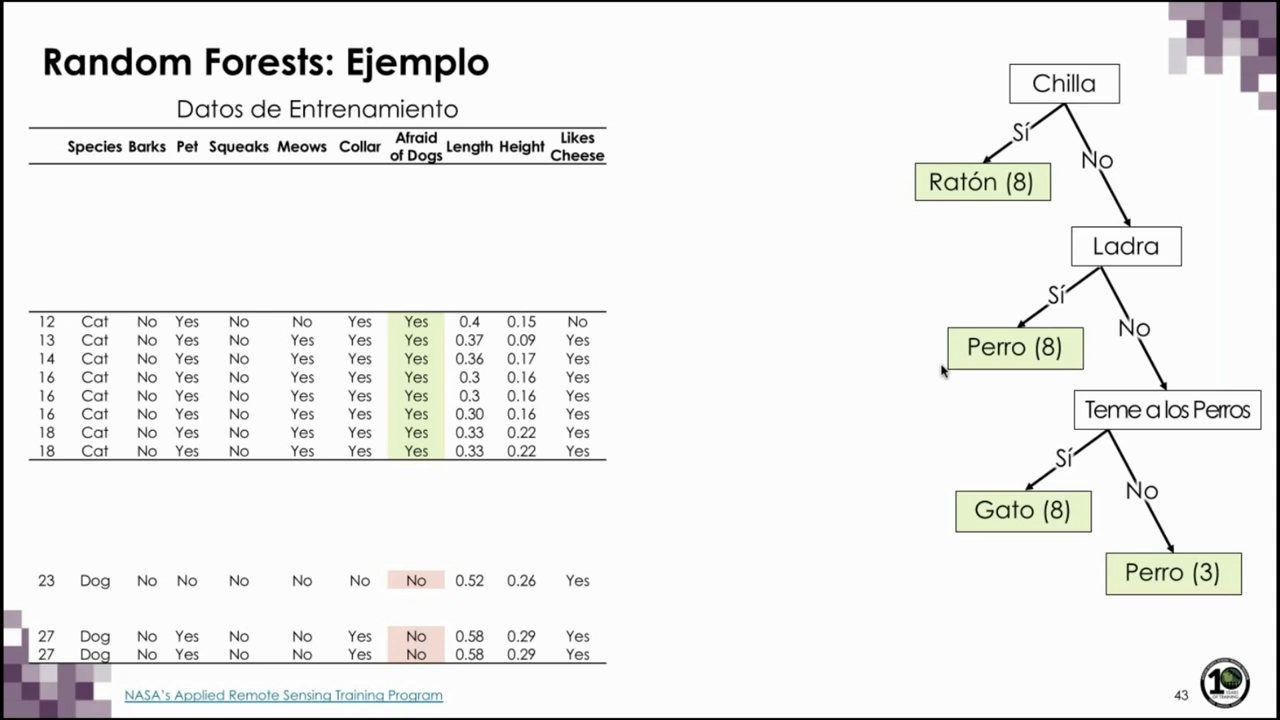 Random Forests: Ejemplo
Datos de Entrenamiento
Species Barks Pet Squeaks Meows Collar Afraid of Dogs Length Height Likes Cheese
12 Cat No Yes No No Yes Yes 0.4 0.15 No
13 Cat No Yes No Yes Yes Yes 0.37 0.09 Yes
14 Cat No Yes No Yes Yes Yes 0.36 0.17 Yes
16 Cat No Yes No Yes Yes Yes 0.3 0.16 Yes
16 Cat No Yes No Yes Yes Yes 0.3 0.16 Yes
16 Cat No Yes No Yes Yes Yes 0.30 0.16 Yes
18 Cat No Yes No Yes Yes Yes 0.33 0.22 Yes
18 Cat No Yes No Yes Yes Yes 0.33 0.22 Yes
23 Dog No No No No No No 0.52 0.26 Yes
27 Dog No Yes No No Yes No 0.58 0.29 Yes
27 Dog No Yes No No Yes No 0.58 0.29 Yes
Chilla
Sí
No
Ratón (8)
Ladra
Sí
No
Perro (8)
Teme a los Perros
Sí
No
Gato (8)
Perro (3)
NASA's Applied Remote Sensing Training Program
43